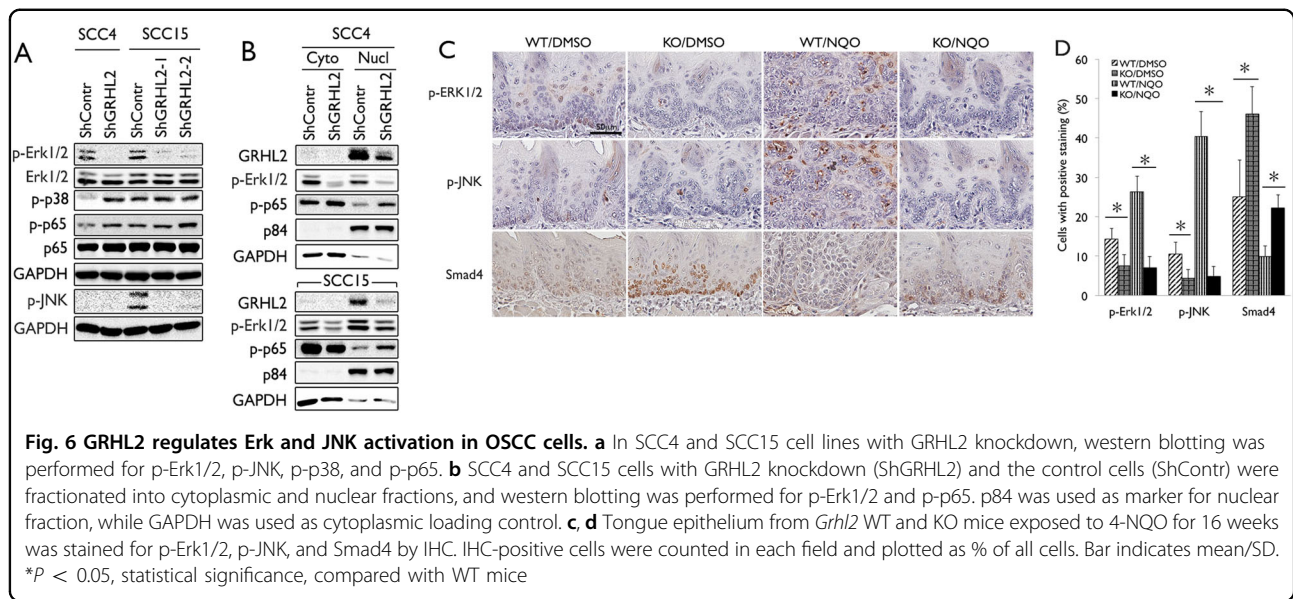 A
SCC4 SCC15
ShContr
ShGRHL2
ShContr
ShGRHL2-1
ShGRHL2-2
p-Erk1/2
Erk1/2
p-p38
p-p65
p65
GAPDH
p-JNK
GAPDH
B
SCC4
Cyto Nucl
ShContr
ShGRHL2
ShContr
ShGRHL2
GRHL2
p-Erk1/2
p-p65
p84
GAPDH
SCC15
GRHL2
p-Erk1/2
p-p65
p84
GAPDH
C
WT/DMSO KO/DMSO WT/NQO KO/NQO
p-ERK1/2
50μm
p-JNK
Smad4
D
WT/DMSO
KO/DMSO
WT/NQO
KO/NQO
Cells with positive staining (%)
60
50
40
30
20
10
0
* * * * * *
p-Erk1/2 p-JNK Smad4
Fig. 6 GRHL2 regulates Erk and JNK activation in OSCC cells. a In SCC4 and SCC15 cell lines with GRHL2 knockdown, western blotting was
performed for p-Erk1/2, p-JNK, p-p38, and p-p65. b SCC4 and SCC15 cells with GRHL2 knockdown (ShGRHL2) and the control cells (ShContr) were
fractionated into cytoplasmic and nuclear fractions, and western blotting was performed for p-Erk1/2 and p-p65. p84 was used as marker for nuclear
fraction, while GAPDH was used as cytoplasmic loading control. c, d Tongue epithelium from Grhl2 WT and KO mice exposed to 4-NQO for 16 weeks
was stained for p-Erk1/2, p-JNK, and Smad4 by IHC. IHC-positive cells were counted in each field and plotted as % of all cells. Bar indicates mean/SD.
*P < 0.05, statistical significance, compared with WT mice